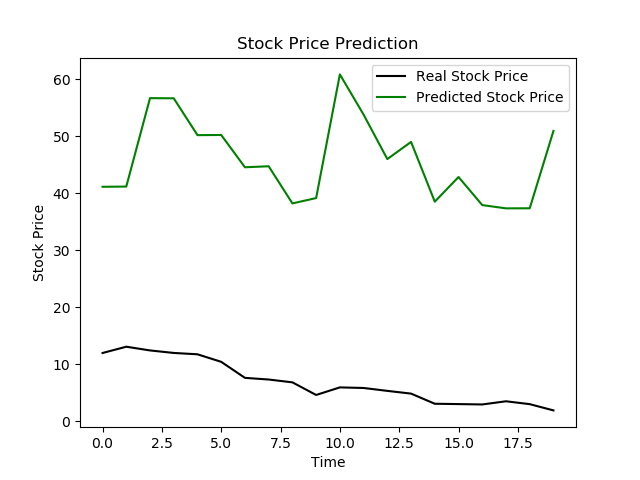 Stock Price Prediction
Real Stock Price
Predicted Stock Price
60
50
40
30
20
10
0
Stock Price
0.0 2.5 5.0 7.5 10.0 12.5 15.0 17.5
Time